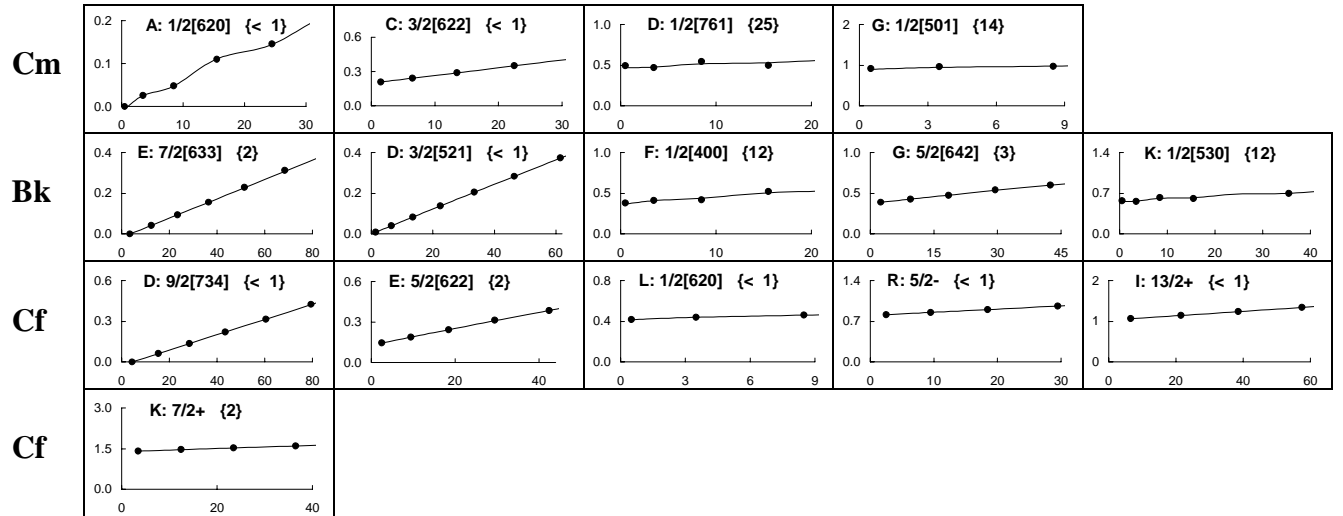 Cm
A: 1/2[620] {< 1}
0.2
0.1
0.0
0 10 20 30
C: 3/2[622] {< 1}
0.6
0.3
0.0
0 10 20 30
D: 1/2[761] {25}
1.0
0.5
0.0
0 10 20
G: 1/2[501] {14}
2
1
0
0 3 6 9
Bk
E: 7/2[633] {2}
0.4
0.2
0.0
0 20 40 60 80
D: 3/2[521] {< 1}
0.4
0.2
0.0
0 20 40 60
F: 1/2[400] {12}
1.0
0.5
0.0
0 10 20
G: 5/2[642] {3}
1.0
0.5
0.0
0 15 30 45
K: 1/2[530] {12}
1.4
0.7
0.0
0 10 20 30 40
Cf
D: 9/2[734] {< 1}
0.6
0.3
0.0
0 20 40 60 80
E: 5/2[622] {2}
0.6
0.3
0.0
0 20 40
L: 1/2[620] {< 1}
0.8
0.4
0.0
0 3 6 9
R: 5/2- {< 1}
1.4
0.7
0.0
0 10 20 30
I: 13/2+ {< 1}
2
1
0
0 20 40 60
Cf
K: 7/2+ {2}
3.0
1.5
0.0
0 20 40